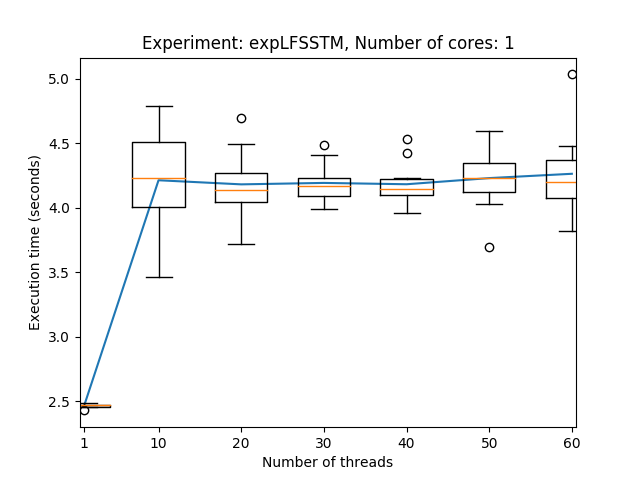 Experiment: expLFSSTM, Number of cores: 1
Execution time (seconds)
5.0
4.5
4.0
3.5
3.0
2.5
1 10 20 30 40 50 60
Number of threads